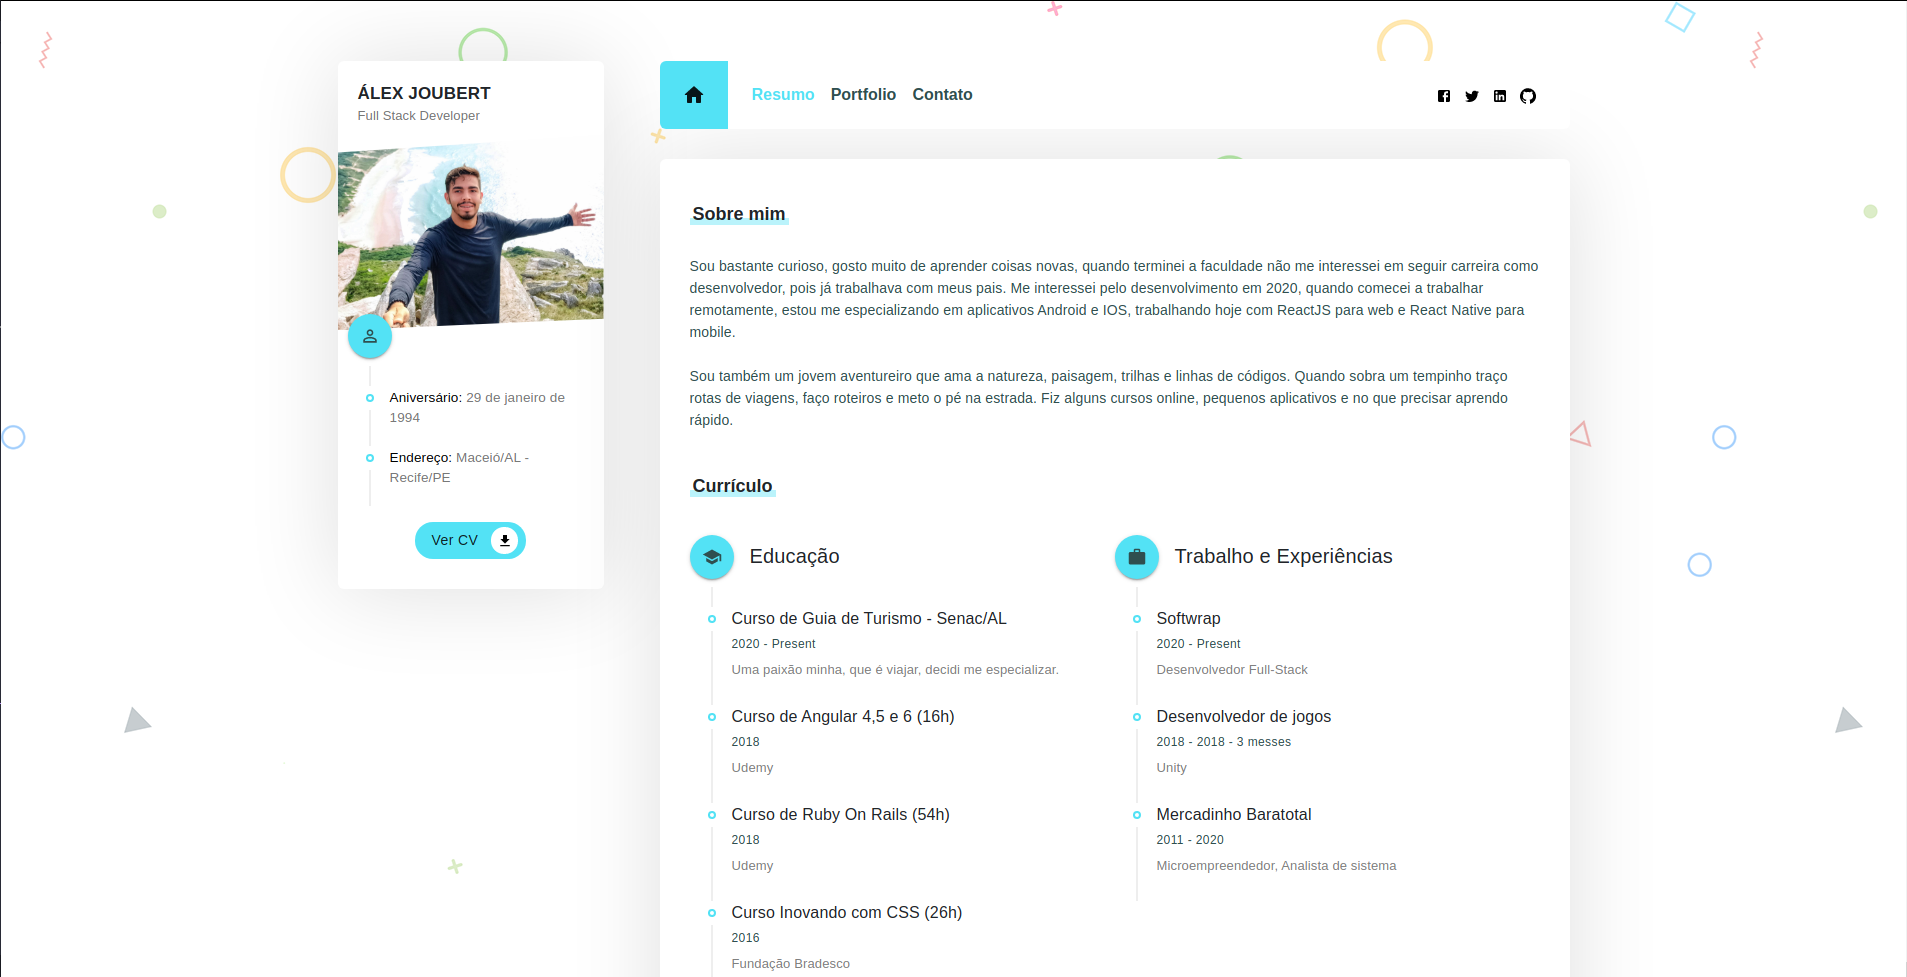 ÁLEX JOUBERT
Full Stack Developer
Aniversário: 29 de janeiro de
1994
Endereço: Maceió/AL -
Recife/PE
Ver CV
Resumo Portfolio Contato
Sobre mim
Sou bastante curioso, gosto muito de aprender coisas novas, quando terminei a faculdade não me interessei em seguir carreira como
desenvolvedor, pois já trabalhava com meus pais. Me interessei pelo desenvolvimento em 2020, quando comecei a trabalhar
remotamente, estou me especializando em aplicativos Android e IOS, trabalhando hoje com ReactJS para web e React Native para
mobile.
Sou também um jovem aventureiro que ama a natureza, paisagem, trilhas e linhas de códigos. Quando sobra um tempinho traço
rotas de viagens, faço roteiros e meto o pé na estrada. Fiz alguns cursos online, pequenos aplicativos e no que precisar aprendo
rápido.
Currículo
Educação
Curso de Guia de Turismo - Senac/AL
2020 - Present
Uma paixão minha, que é viajar, decidi me especializar.
Curso de Angular 4,5 e 6 (16h)
2018
Udemy
Curso de Ruby On Rails (54h)
2018
Udemy
Curso Inovando com CSS (26h)
2016
Fundação Bradesco
Trabalho e Experiências
Softwrap
2020 - Present
Desenvolvedor Full-Stack
Desenvolvedor de jogos
2018 - 2018 - 3 messes
Unity
Mercadinho Baratotal
2011 - 2020
Microempreendedor, Analista de sistema